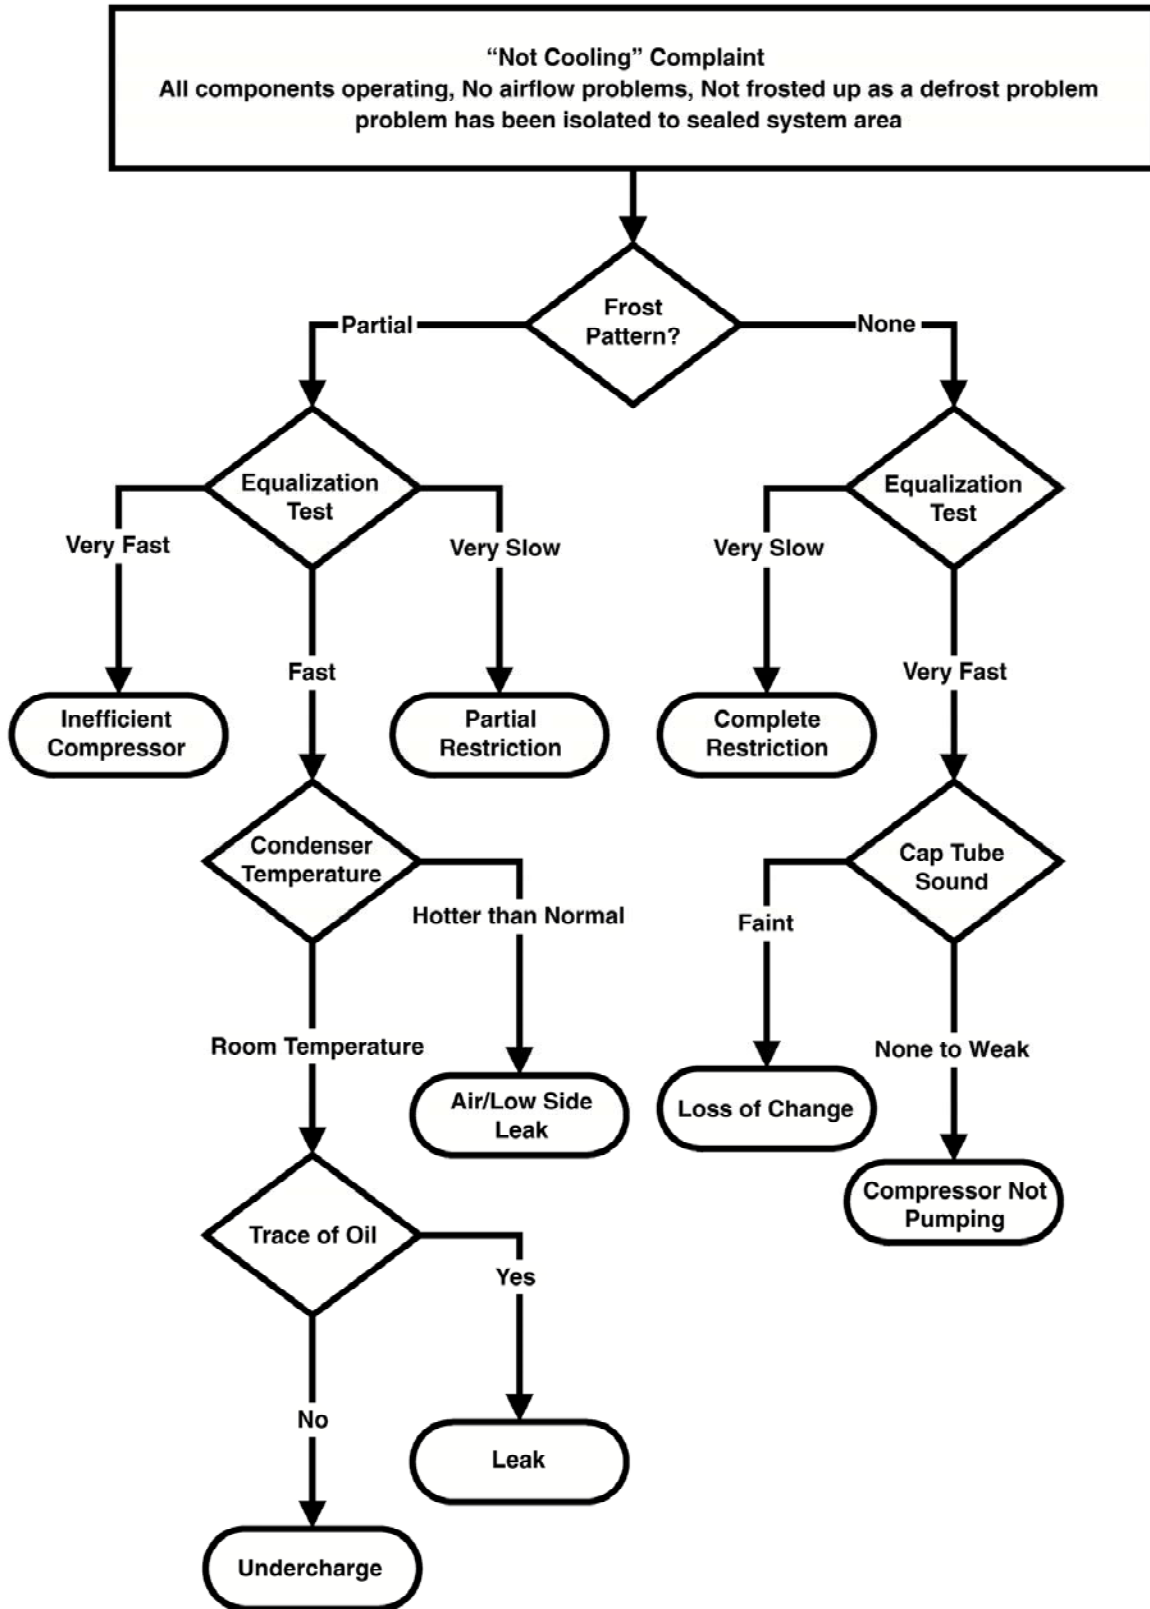 “Not Cooling” Complaint
All components operating, No airflow problems, Not frosted up as a defrost problem
problem has been isolated to sealed system area
Frost
Pattern?
Partial
None
Equalization
Test
Equalization
Test
Very Fast
Very Slow
Very Slow
Fast
Very Fast
Inefficient
Compressor
Partial
Restriction
Complete
Restriction
Condenser
Temperature
Cap Tube
Sound
Hotter than Normal
Faint
Room Temperature
None to Weak
Air/Low Side
Leak
Loss of Change
Compressor Not
Pumping
Trace of Oil
Yes
No
Leak
Undercharge